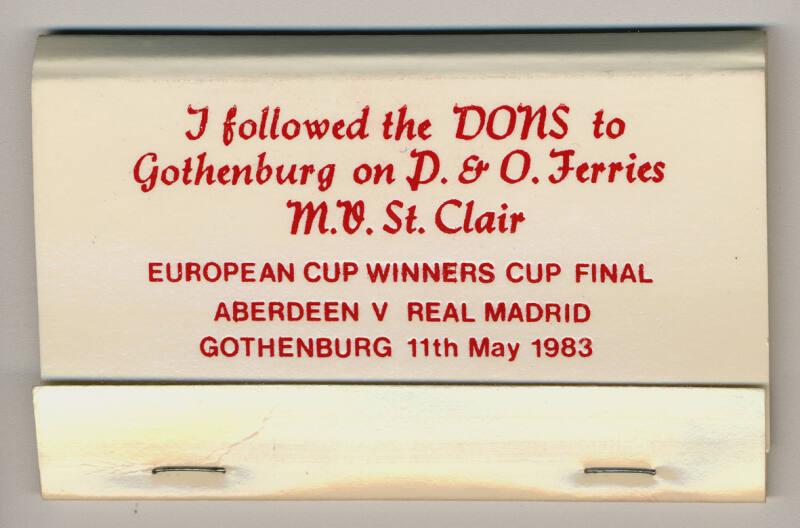 I followed the DONS to
Gothenburg on P. & O. Ferries
M.V. St. Clair
EUROPEAN CUP WINNERS CUP FINAL
ABERDEEN V REAL MADRID
GOTHENBURG 11th May 1983